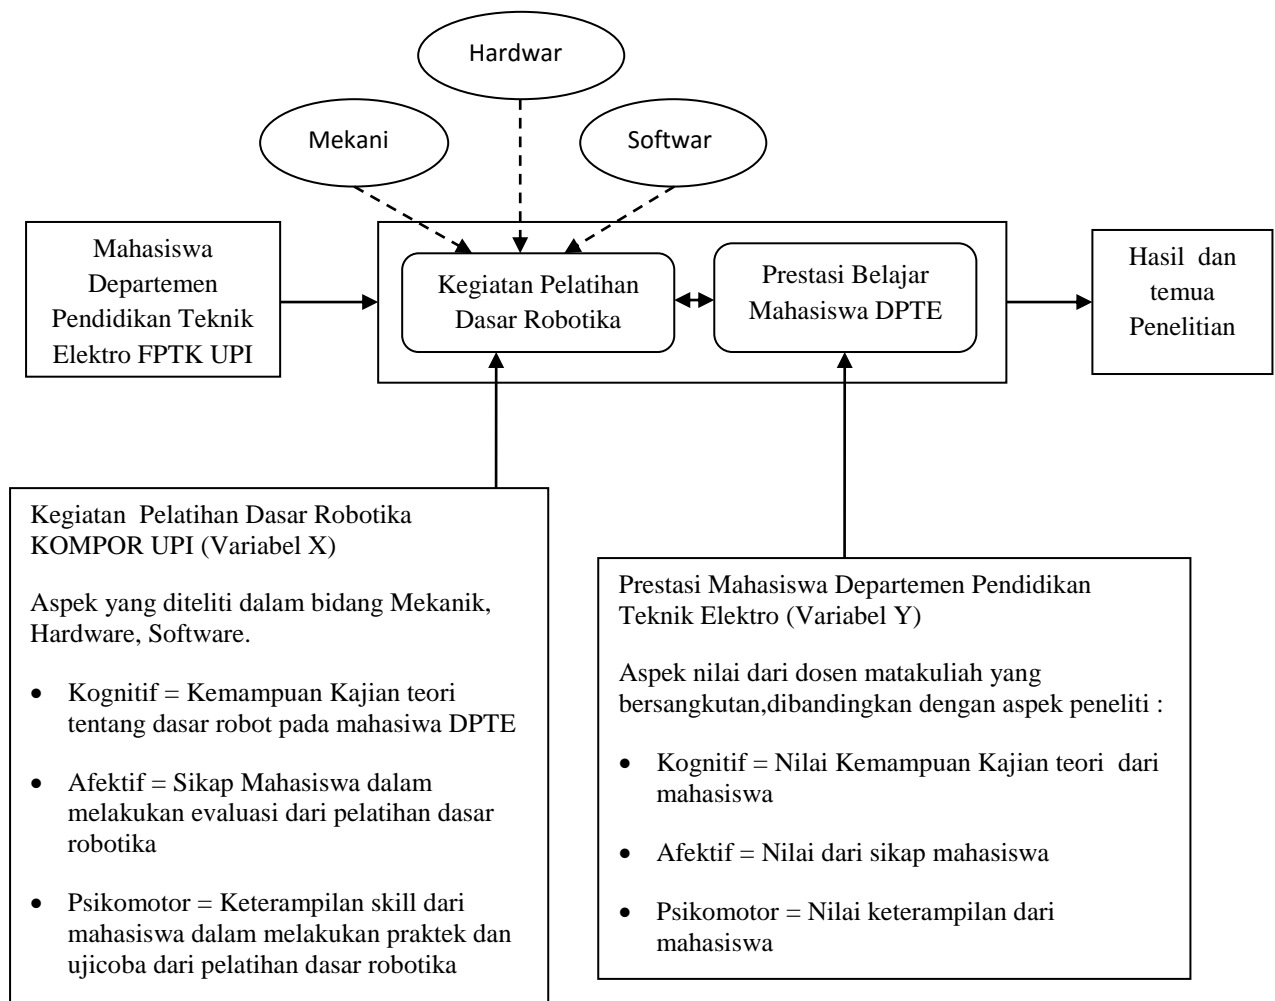 Hardwar
Mekani
Softwar
Mahasiswa
Departemen
Pendidikan Teknik
Elektro FPTK UPI
Kegiatan Pelatihan
Dasar Robotika
Prestasi Belajar
Mahasiswa DPTE
Hasil dan
temua
Penelitian
Kegiatan Pelatihan Dasar Robotika
KOMPOR UPI (Variabel X)
Aspek yang diteliti dalam bidang Mekanik,
Hardware, Software.
• Kognitif = Kemampuan Kajian teori
tentang dasar robot pada mahasiwa DPTE
• Afektif = Sikap Mahasiswa dalam
melakukan evaluasi dari pelatihan dasar
robotika
• Psikomotor = Keterampilan skill dari
mahasiswa dalam melakukan praktek dan
ujicoba dari pelatihan dasar robotika
Prestasi Mahasiswa Departemen Pendidikan
Teknik Elektro (Variabel Y)
Aspek nilai dari dosen matakuliah yang
bersangkutan,dibandingkan dengan aspek peneliti :
• Kognitif = Nilai Kemampuan Kajian teori dari
mahasiswa
• Afektif = Nilai dari sikap mahasiswa
• Psikomotor = Nilai keterampilan dari
mahasiswa